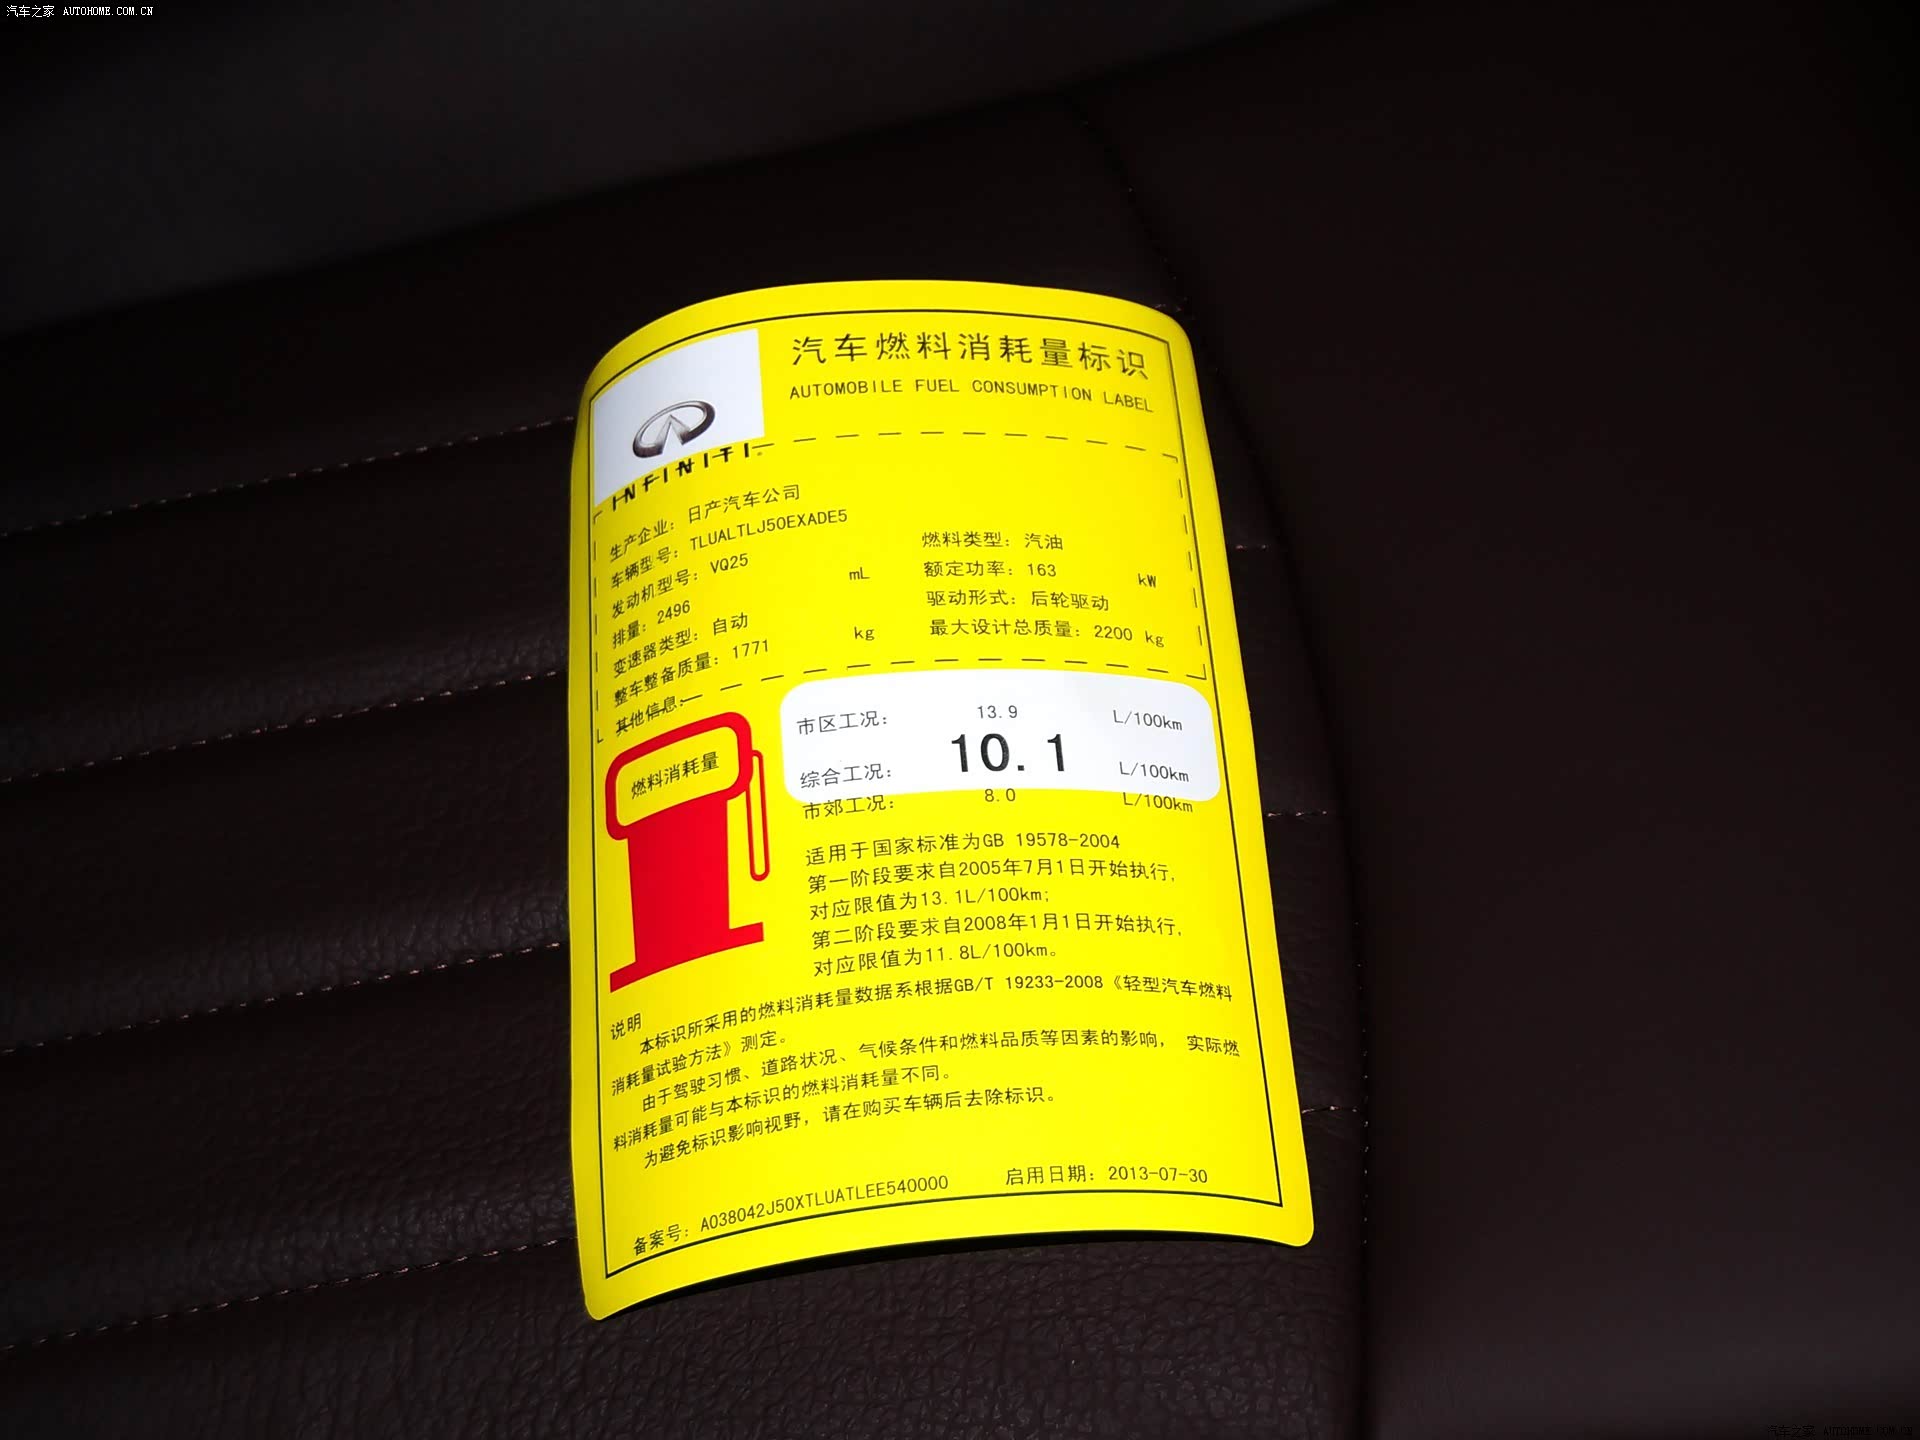 汽车之家 AUTOHOME.COM.CN
汽车燃料消耗量标识
AUTOMOBILE FUEL CONSUMPTION LABEL
INFINITI
生产企业：日产汽车公司
车辆型号：TLUALTLJ50EXADE5
发动机型号：VQ25
燃料类型：汽油
排量：2496 mL
额定功率：163 kW
变速器类型：自动
驱动形式：后轮驱动
整车整备质量：1771 kg
最大设计总质量：2200 kg
其他信息：
燃料消耗量
市区工况： 13.9 L/100km
综合工况： 10.1 L/100km
市郊工况： 8.0 L/100km
适用于国家标准为GB 19578-2004
第一阶段要求自2005年7月1日开始执行，
对应限值为13.1L/100km；
第二阶段要求自2008年1月1日开始执行，
对应限值为11.8L/100km。
说明
本标识所采用的燃料消耗量数据系根据GB/T 19233-2008《轻型汽车燃料
消耗量试验方法》测定。
由于驾驶习惯、道路状况、气候条件和燃料品质等因素的影响， 实际燃
料消耗量可能与本标识的燃料消耗量不同。
为避免标识影响视野，请在购买车辆后去除标识。
备案号：A038042J50XTLUATLEE540000 启用日期：2013-07-30
汽车之家 AUTOHOME.COM.CN